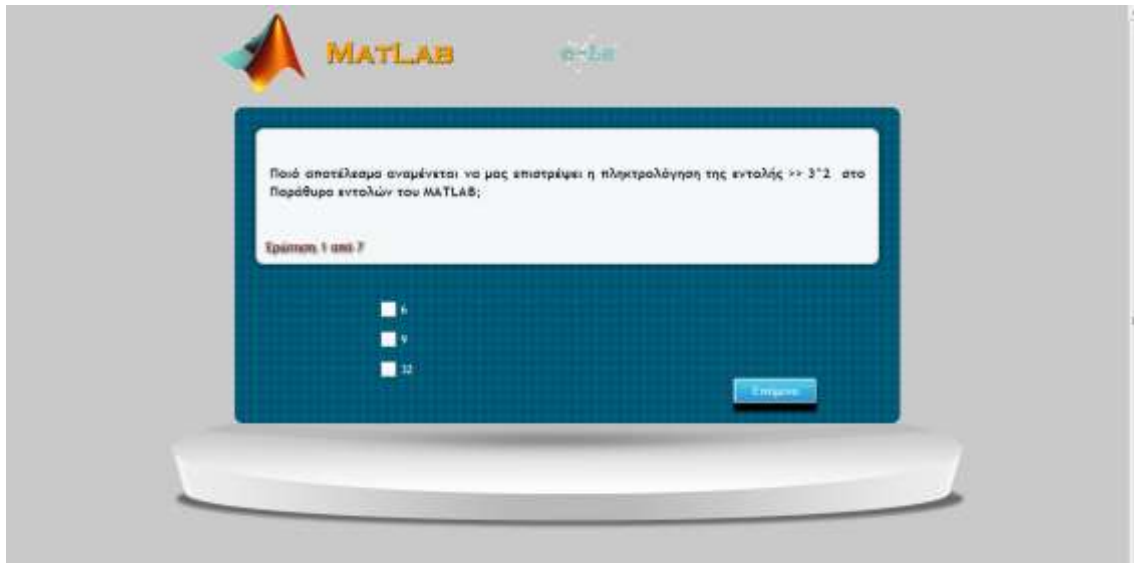 MATLAB
e-Le
Ποιό αποτέλεσμα αναμένεται να μας επιστρέψει η πληκτρολόγηση της εντολής >> 3^2 στο
Παράθυρο εντολών του MATLAB;
Ερώτηση 1 από 7
6
9
32
Επόμενο